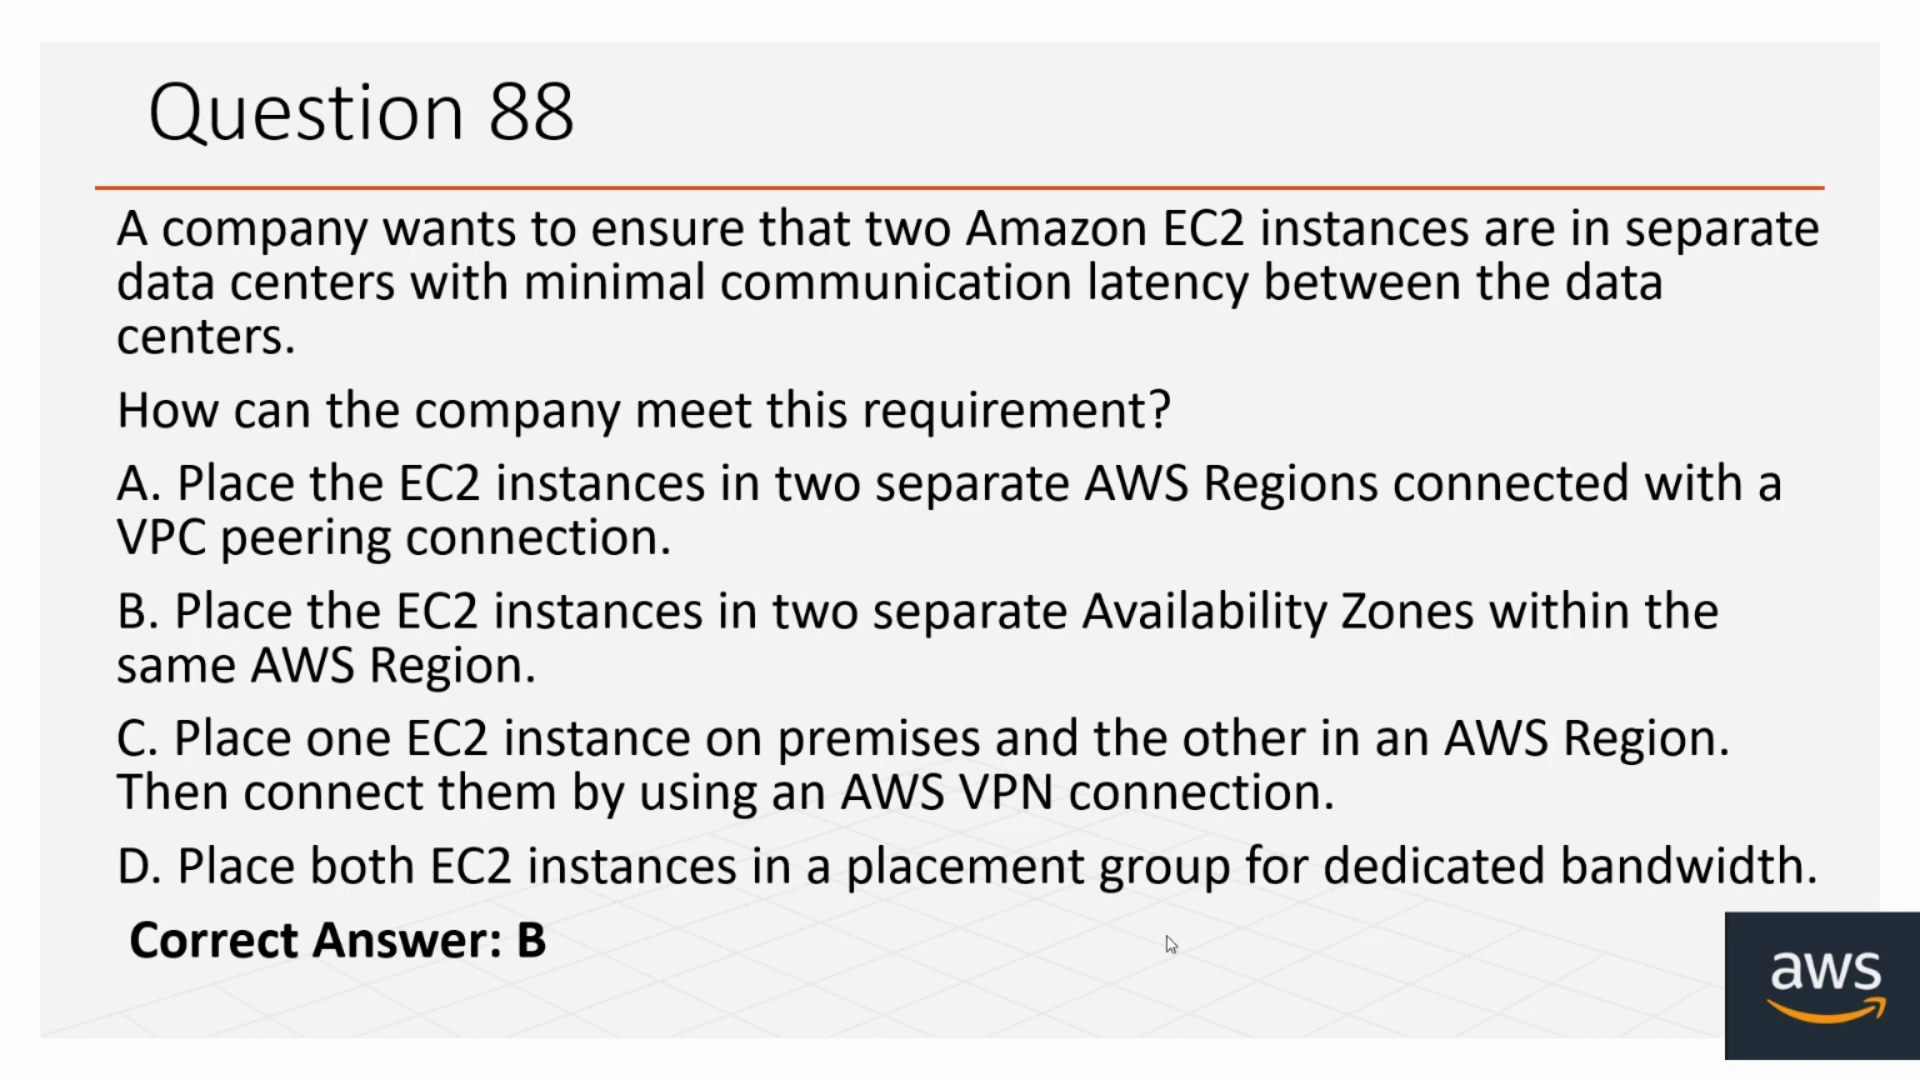 Question 88
A company wants to ensure that two Amazon EC2 instances are in separate
data centers with minimal communication latency between the data
centers.
How can the company meet this requirement?
A. Place the EC2 instances in two separate AWS Regions connected with a
VPC peering connection.
B. Place the EC2 instances in two separate Availability Zones within the
same AWS Region.
C. Place one EC2 instance on premises and the other in an AWS Region.
Then connect them by using an AWS VPN connection.
D. Place both EC2 instances in a placement group for dedicated bandwidth.
Correct Answer: B
aws